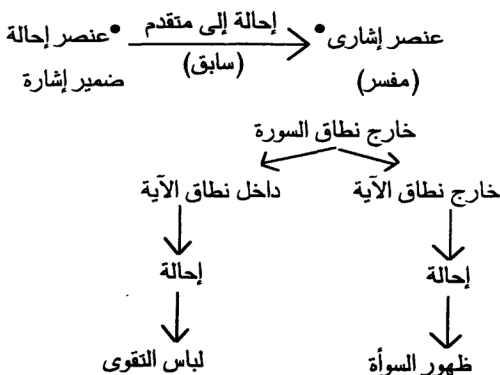 عنصر إشارى • إحالة إلى متقدم • عنصر إحالة
(مفسر) (سابق) ضمير إشارة
خارج نطاق السورة
خارج نطاق الآية داخل نطاق الآية
إحالة إحالة
ظهور السوأة لباس التقوى